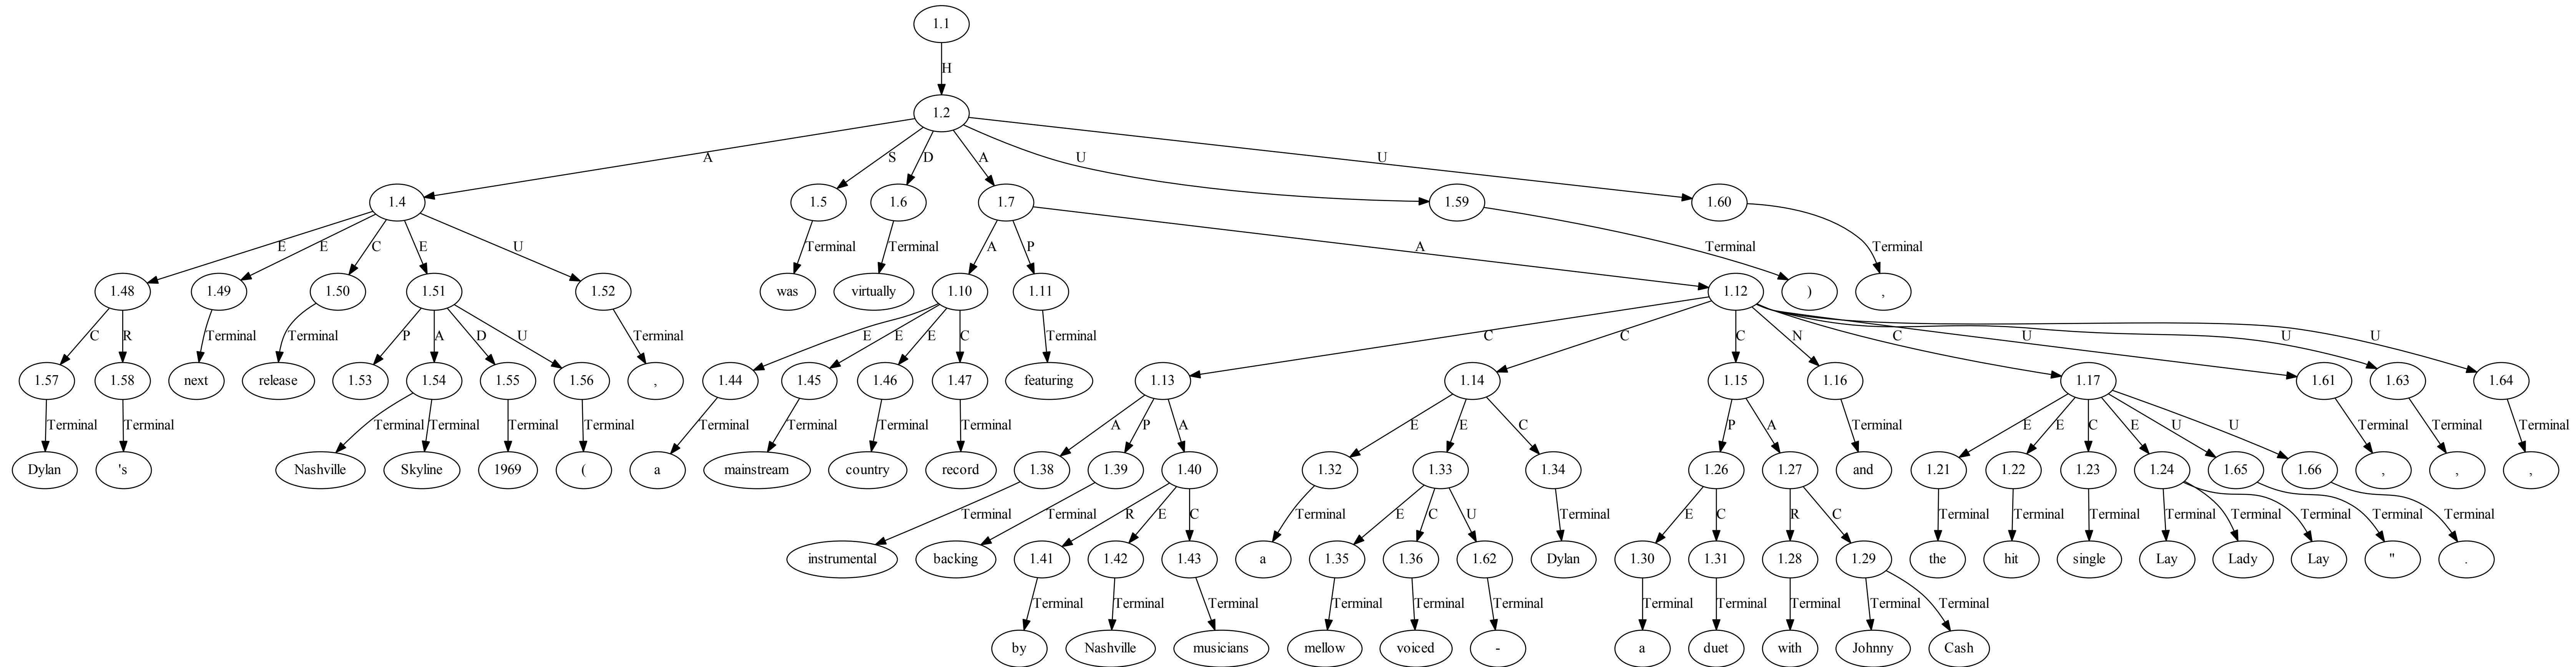 1.1
H
1.2
A S D A U U
1.4 1.5 1.6 1.7 1.59 1.60
E E C E U Terminal Terminal A P A Terminal Terminal
1.48 1.49 1.50 1.51 1.52 was virtually 1.10 1.11 1.12 ) ,
C R Terminal Terminal P A D U Terminal E E E C Terminal C C C N C U U U
1.57 1.58 next release 1.53 1.54 1.55 1.56 , 1.44 1.45 1.46 1.47 featuring 1.13 1.14 1.15 1.16 1.17 1.61 1.63 1.64
Terminal Terminal Terminal Terminal Terminal Terminal Terminal Terminal Terminal Terminal A P A E E C P A Terminal E E C E U U Terminal Terminal Terminal
Dylan 's Nashville Skyline 1969 ( a mainstream country record 1.38 1.39 1.40 1.32 1.33 1.34 1.26 1.27 and 1.21 1.22 1.23 1.24 1.65 1.66 , , ,
Terminal Terminal R E C Terminal E C U Terminal E C R C Terminal Terminal Terminal Terminal Terminal Terminal Terminal Terminal
instrumental backing 1.41 1.42 1.43 a 1.35 1.36 1.62 Dylan 1.30 1.31 1.28 1.29 the hit single Lay Lady Lay " .
Terminal Terminal Terminal Terminal Terminal Terminal Terminal Terminal Terminal Terminal Terminal
by Nashville musicians mellow voiced - a duet with Johnny Cash